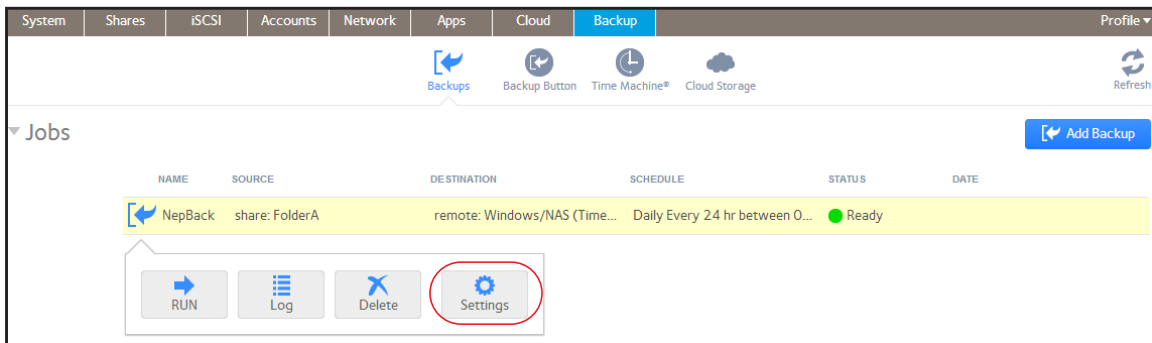 System Shares iSCSI Accounts Network Apps Cloud Backup Profile
Backups Backup Button Time Machine® Cloud Storage Refresh
Jobs Add Backup
NAME SOURCE DESTINATION SCHEDULE STATUS DATE
NepBack share: FolderA remote: Windows/NAS (Time... Daily Every 24 hr between 0... Ready
RUN Log Delete Settings